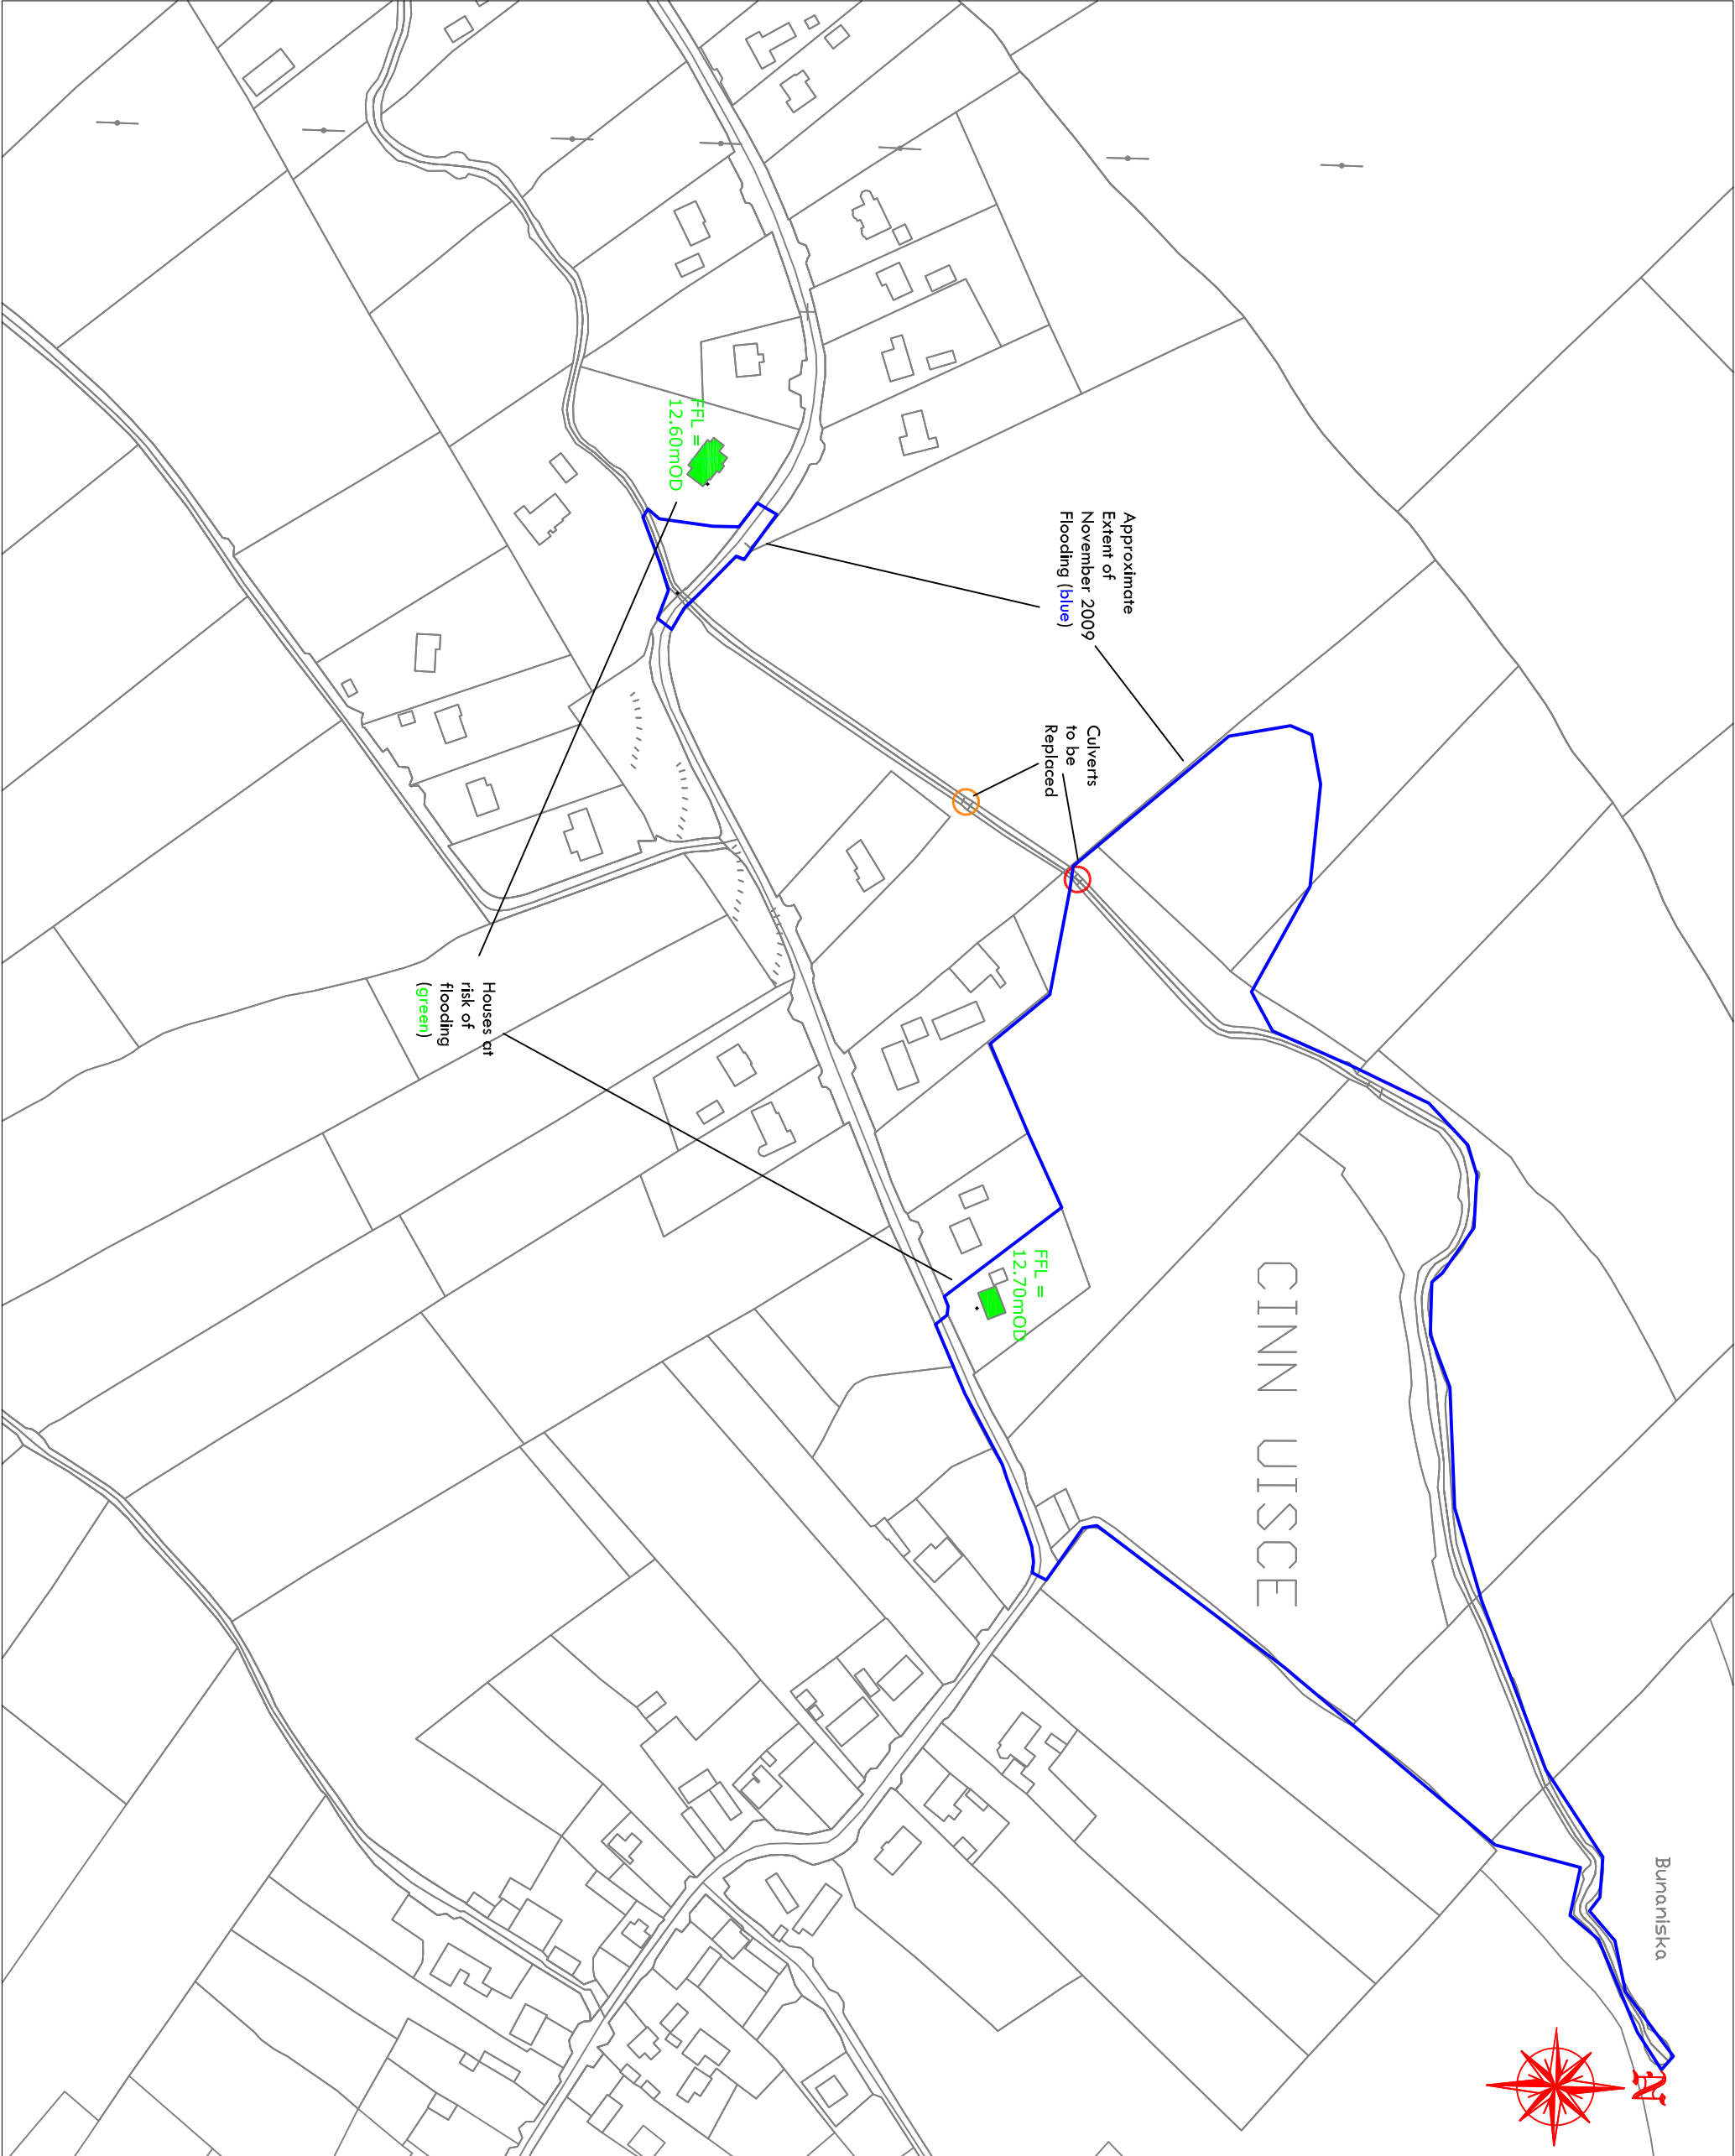 Bunaniska
N
CINN UISCE
Approximate
Extent of
November 2009
Flooding (blue)
Culverts
to be
Replaced
FFL =
12.70mOD
FFL =
12.60mOD
Houses at
risk of
flooding
(green)